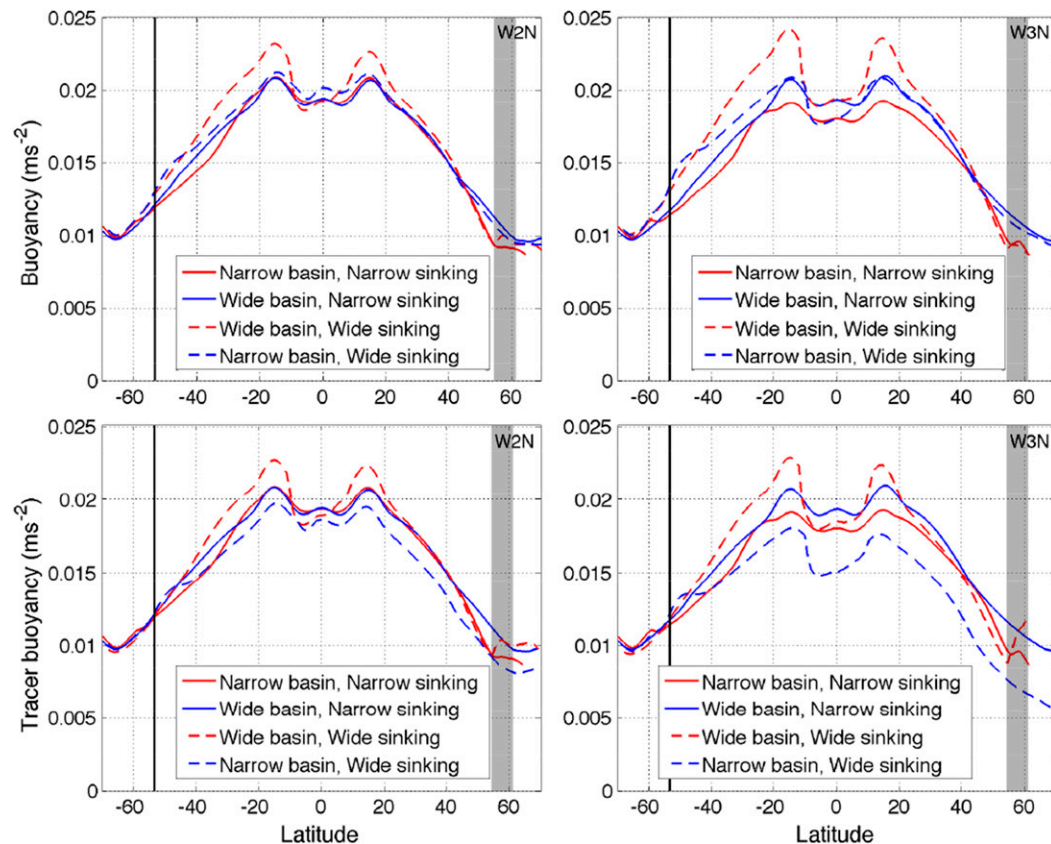 W2N
Buoyancy (ms⁻²)
0.025
0.02
0.015
0.01
0.005
0
Narrow basin, Narrow sinking
Wide basin, Narrow sinking
Wide basin, Wide sinking
Narrow basin, Wide sinking
-60 -40 -20 0 20 40 60
W3N
0.025
0.02
0.015
0.01
0.005
0
Narrow basin, Narrow sinking
Wide basin, Narrow sinking
Wide basin, Wide sinking
Narrow basin, Wide sinking
-60 -40 -20 0 20 40 60
W2N
Tracer buoyancy (ms⁻²)
0.025
0.02
0.015
0.01
0.005
0
Narrow basin, Narrow sinking
Wide basin, Narrow sinking
Wide basin, Wide sinking
Narrow basin, Wide sinking
-60 -40 -20 0 20 40 60
Latitude
W3N
0.025
0.02
0.015
0.01
0.005
0
Narrow basin, Narrow sinking
Wide basin, Narrow sinking
Wide basin, Wide sinking
Narrow basin, Wide sinking
-60 -40 -20 0 20 40 60
Latitude